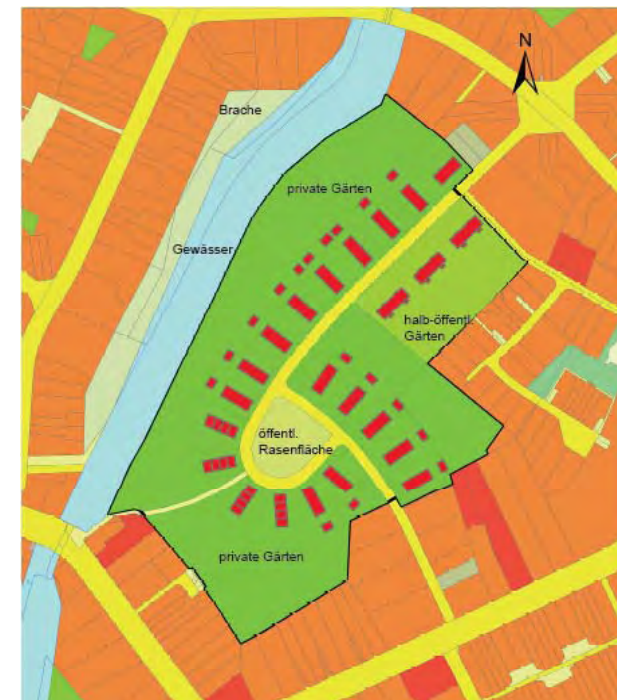 N
Brache
private Gärten
Gewässer
halb-öffentl.
Gärten
öffentl.
Rasenfläche
private Gärten